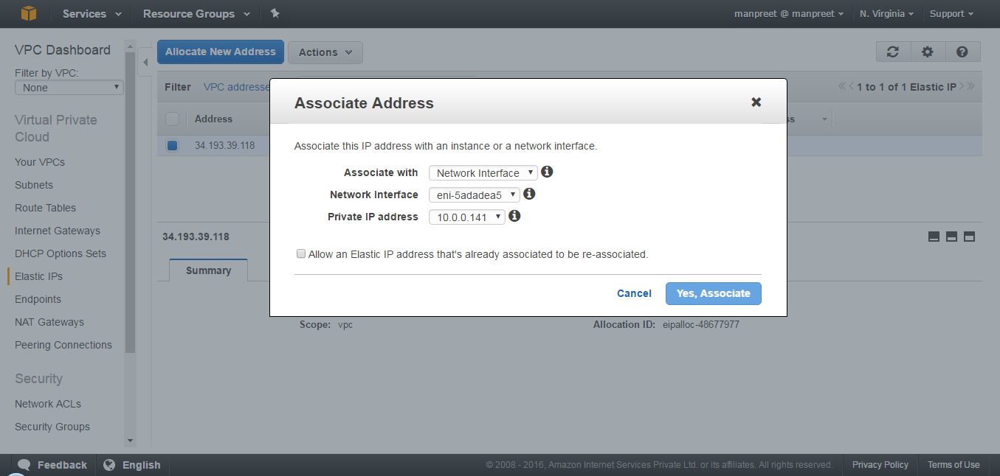 Services Resource Groups manpreet @ manpreet N. Virginia Support
VPC Dashboard
Filter by VPC:
None
Virtual Private
Cloud
Your VPCs
Subnets
Route Tables
Internet Gateways
DHCP Options Sets
Elastic IPs
Endpoints
NAT Gateways
Peering Connections
Security
Network ACLs
Security Groups
Allocate New Address Actions
Filter VPC addresse << < 1 to 1 of 1 Elastic IP > >>
Address ss
34.193.39.118
34.193.39.118
Summary
Associate Address
Associate this IP address with an instance or a network interface.
Associate with Network Interface
Network Interface eni-5adadea5
Private IP address 10.0.0.141
Allow an Elastic IP address that's already associated to be re-associated.
Cancel Yes, Associate
Scope: vpc Allocation ID: eipalloc-48677977
Feedback English © 2008 - 2016, Amazon Internet Services Private Ltd. or its affiliates. All rights reserved. Privacy Policy Terms of Use